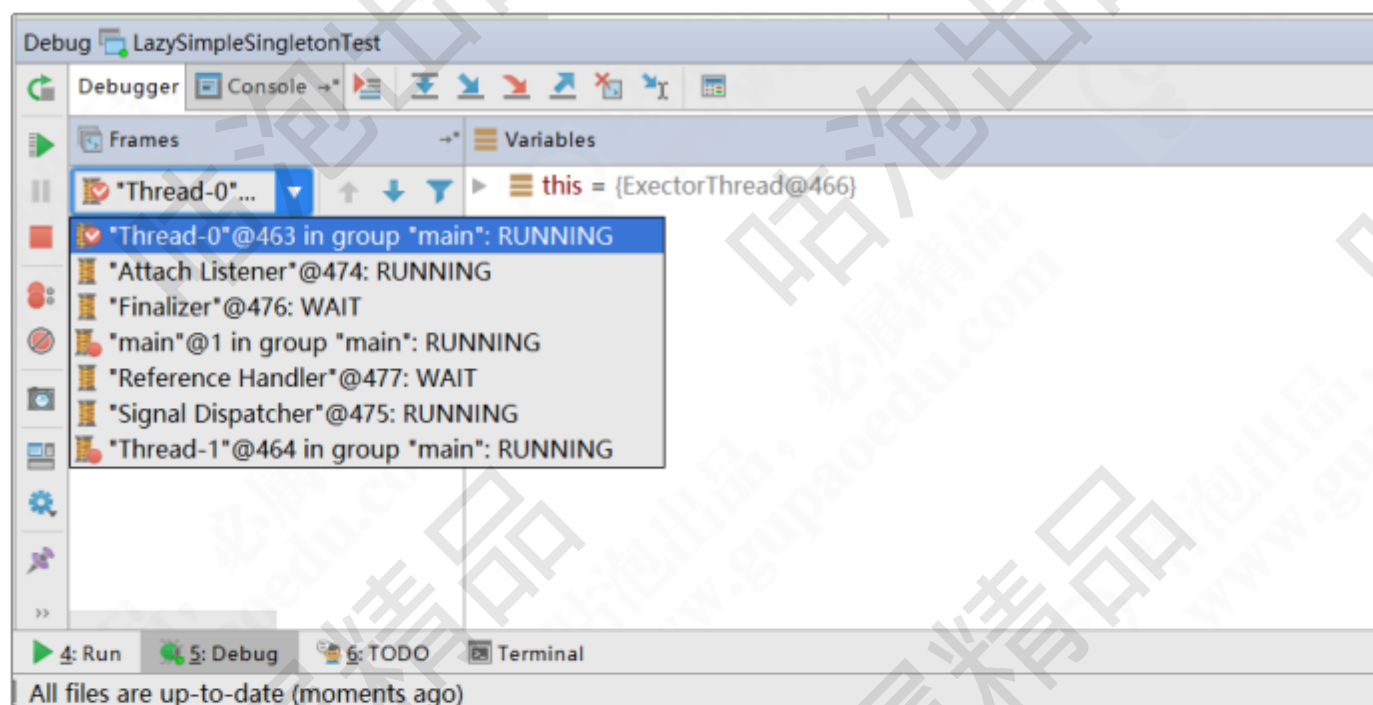 Debug LazySimpleSingletonTest
Debugger Console
Frames Variables
"Thread-0"... this = {ExectorThread@466}
"Thread-0"@463 in group "main": RUNNING
"Attach Listener"@474: RUNNING
"Finalizer"@476: WAIT
"main"@1 in group "main": RUNNING
"Reference Handler"@477: WAIT
"Signal Dispatcher"@475: RUNNING
"Thread-1"@464 in group "main": RUNNING
4: Run 5: Debug 6: TODO Terminal
All files are up-to-date (moments ago)